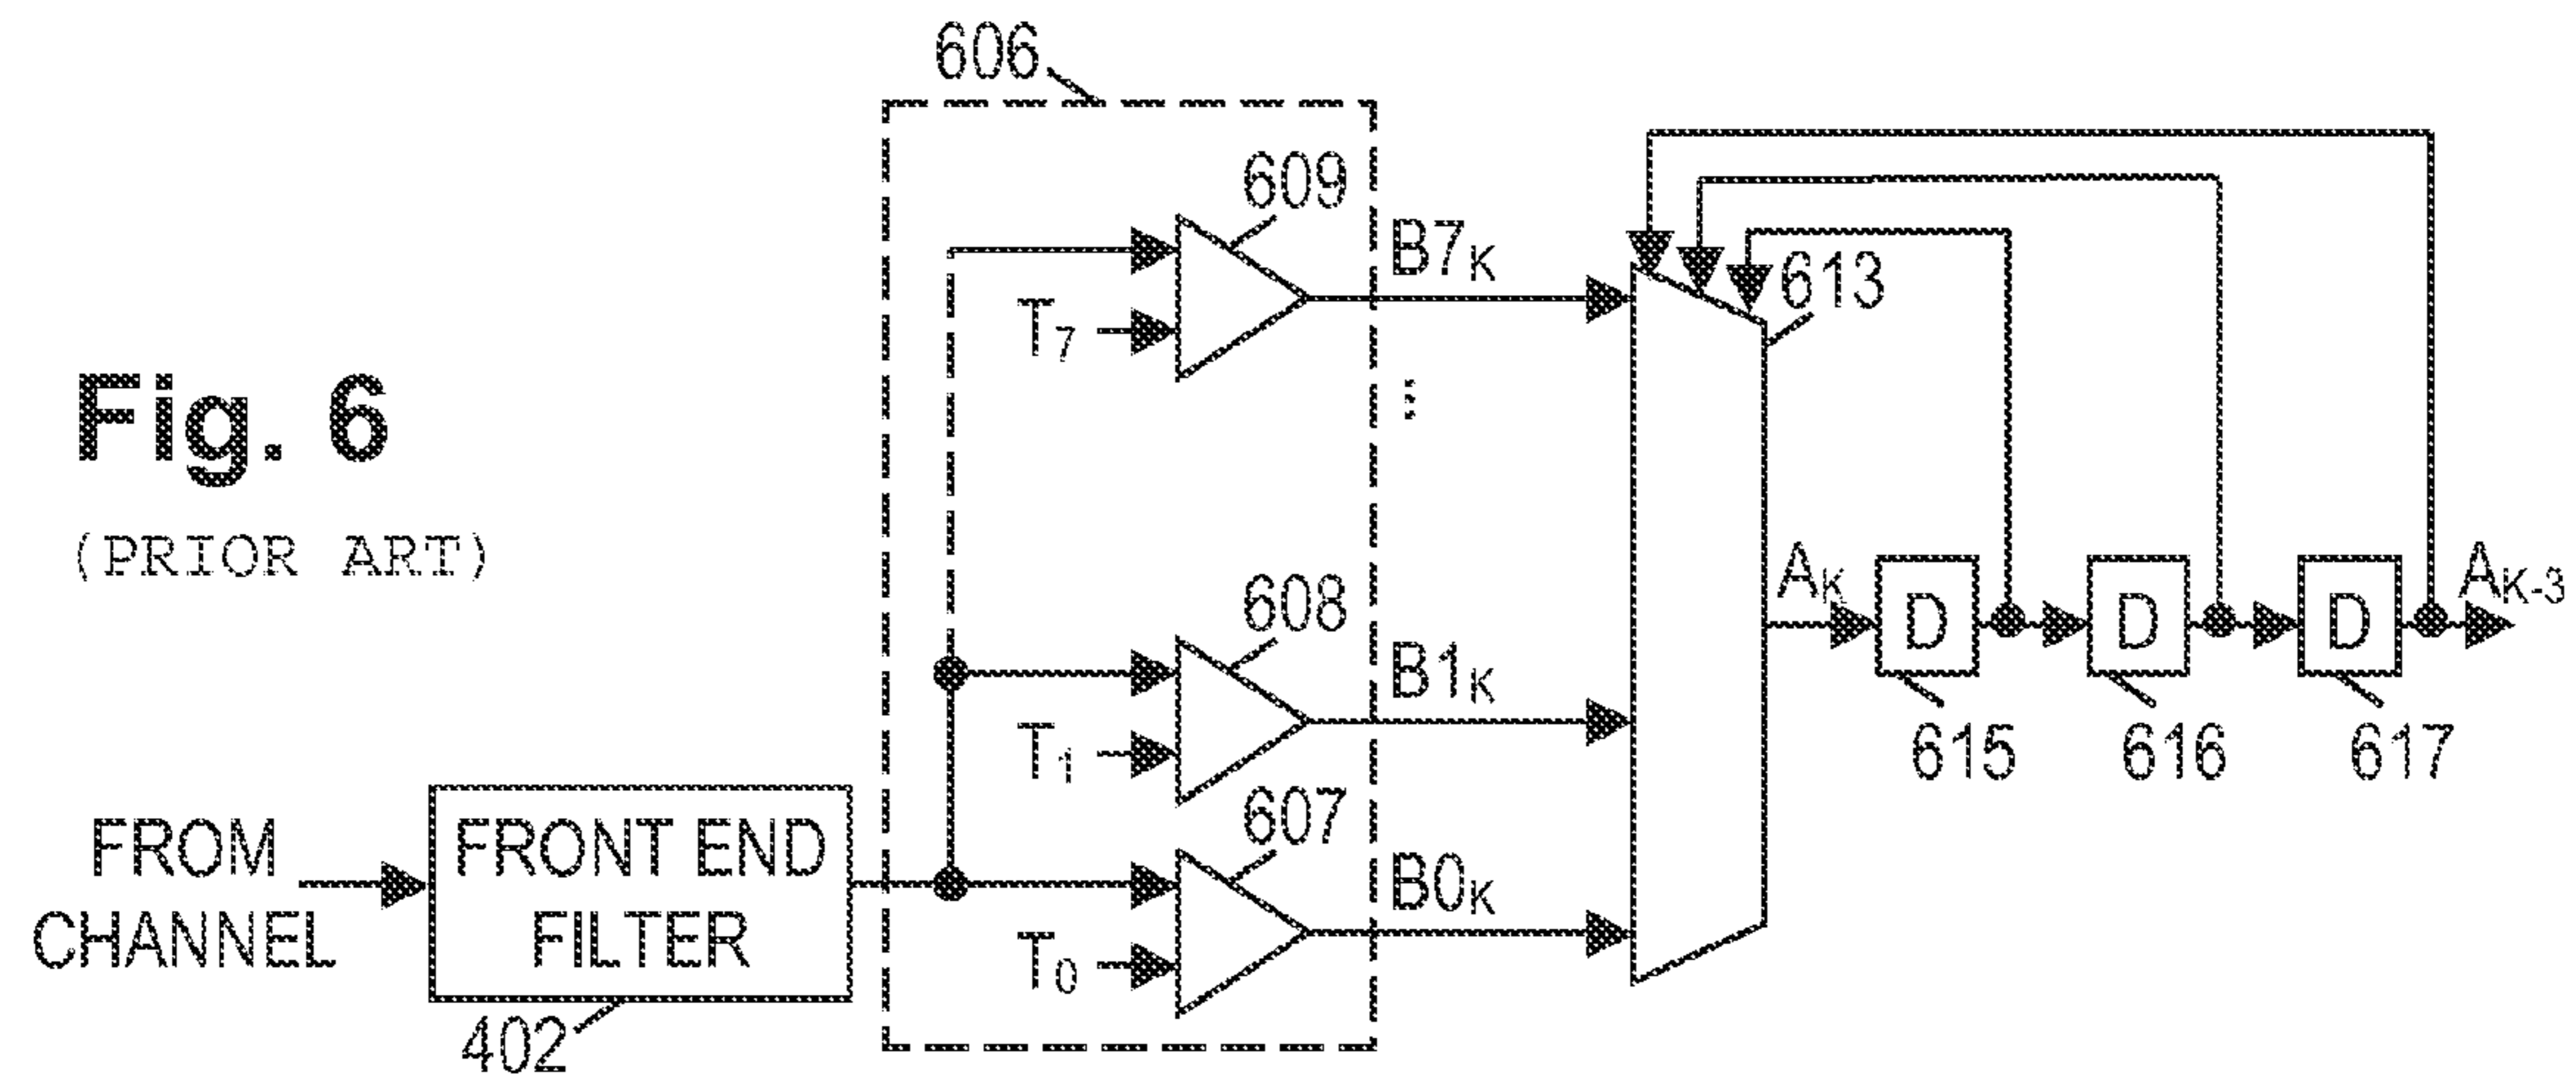 606
609
B7K
T7
613
⋮
Fig. 6
(PRIOR ART)
608
B1K
T1
AK
D
D
D
AK-3
615
616
617
607
B0K
T0
FROM
CHANNEL
FRONT END
FILTER
402